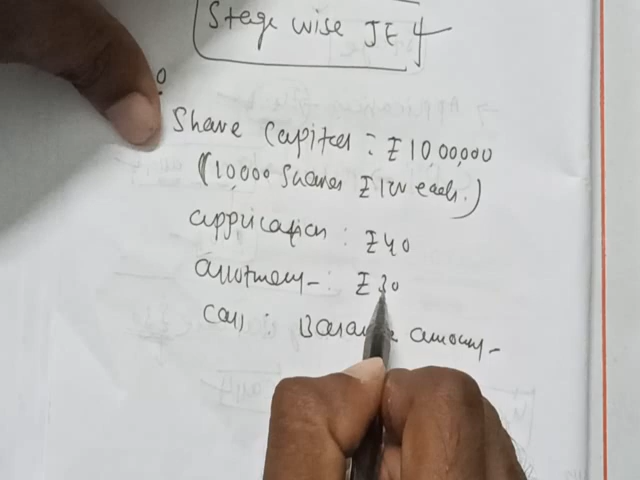 Stage wise JE
Share Capital : ₹10,00,000
(10,000 Shares ₹100 each.)
application : ₹40
allotment - : ₹30
Call : Balance amount -